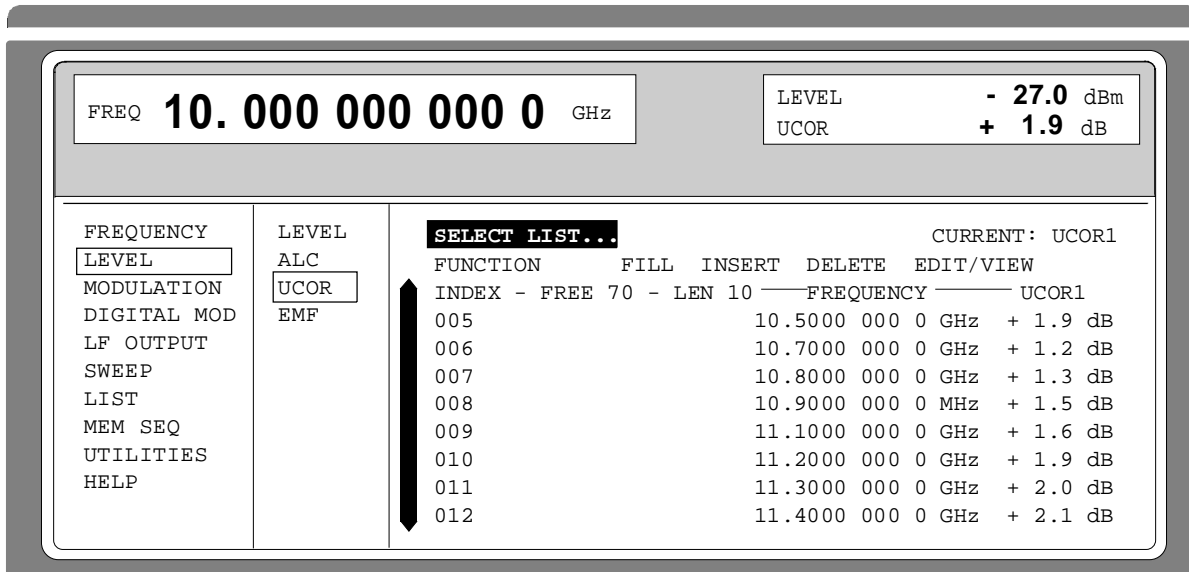 FREQ 10. 000 000 000 0 GHz
LEVEL - 27.0 dBm
UCOR + 1.9 dB
FREQUENCY
LEVEL
MODULATION
DIGITAL MOD
LF OUTPUT
SWEEP
LIST
MEM SEQ
UTILITIES
HELP
LEVEL
ALC
UCOR
EMF
SELECT LIST... CURRENT: UCOR1
FUNCTION FILL INSERT DELETE EDIT/VIEW
INDEX - FREE 70 - LEN 10 FREQUENCY UCOR1
005 10.5000 000 0 GHz + 1.9 dB
006 10.7000 000 0 GHz + 1.2 dB
007 10.8000 000 0 GHz + 1.3 dB
008 10.9000 000 0 MHz + 1.5 dB
009 11.1000 000 0 GHz + 1.6 dB
010 11.2000 000 0 GHz + 1.9 dB
011 11.3000 000 0 GHz + 2.0 dB
012 11.4000 000 0 GHz + 2.1 dB